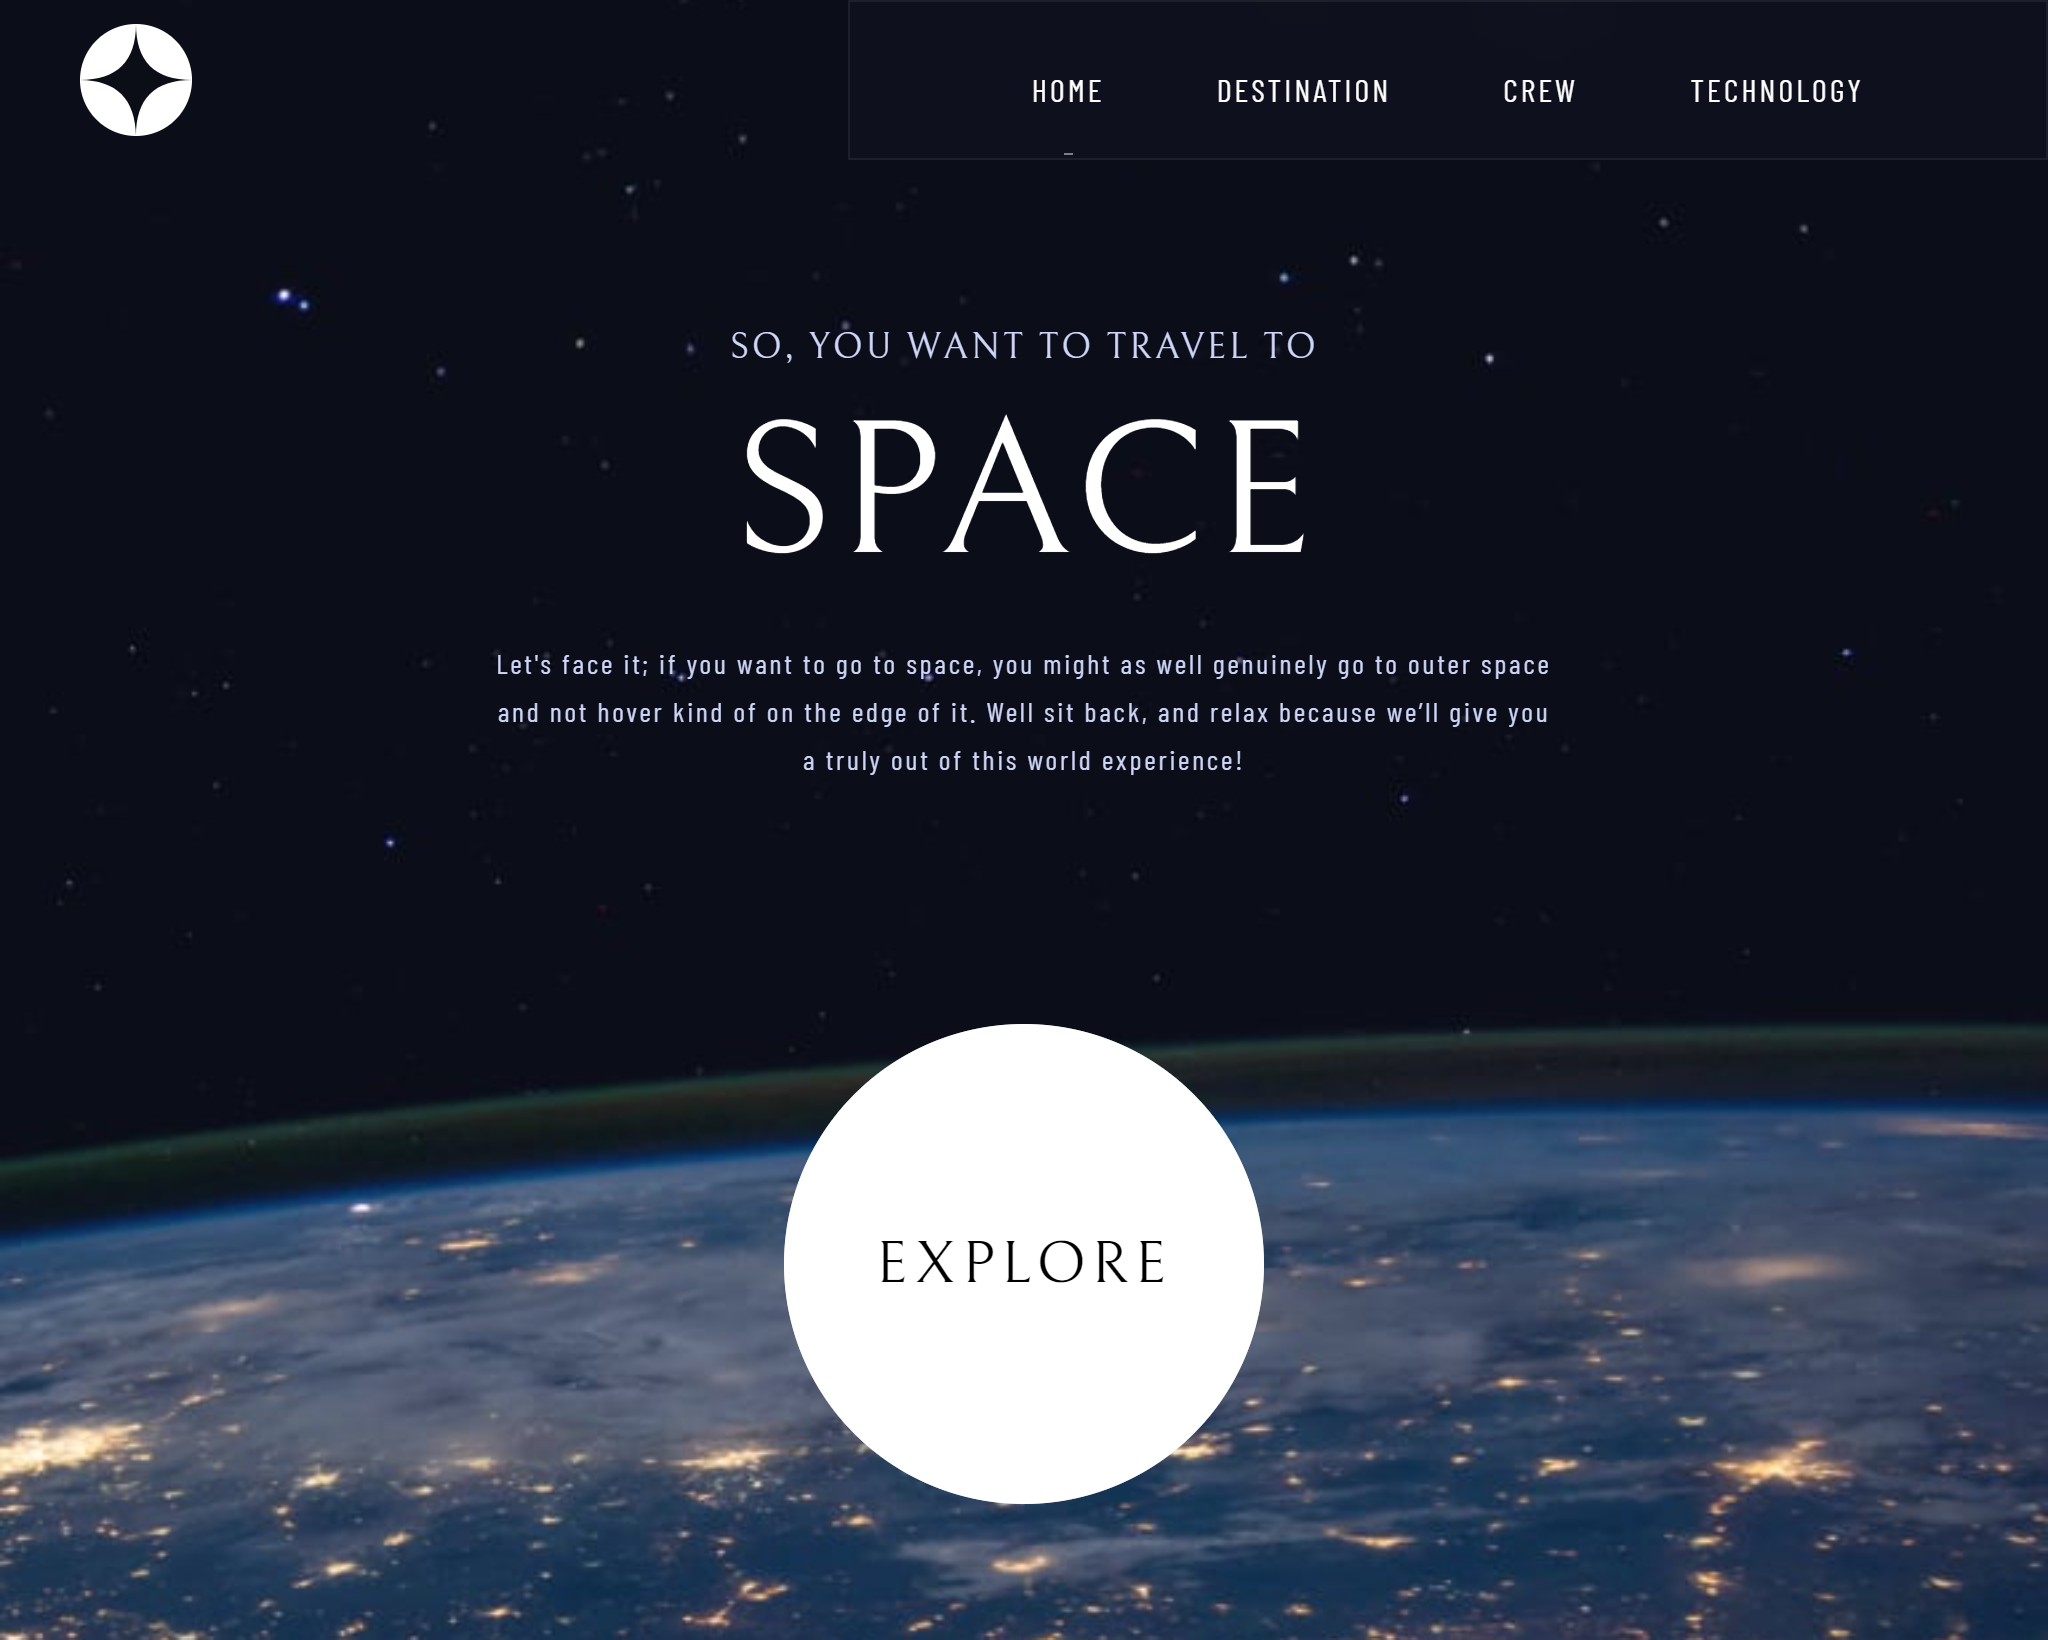 HOME DESTINATION CREW TECHNOLOGY
SO, YOU WANT TO TRAVEL TO
SPACE
Let's face it; if you want to go to space, you might as well genuinely go to outer space
and not hover kind of on the edge of it. Well sit back, and relax because we’ll give you
a truly out of this world experience!
EXPLORE